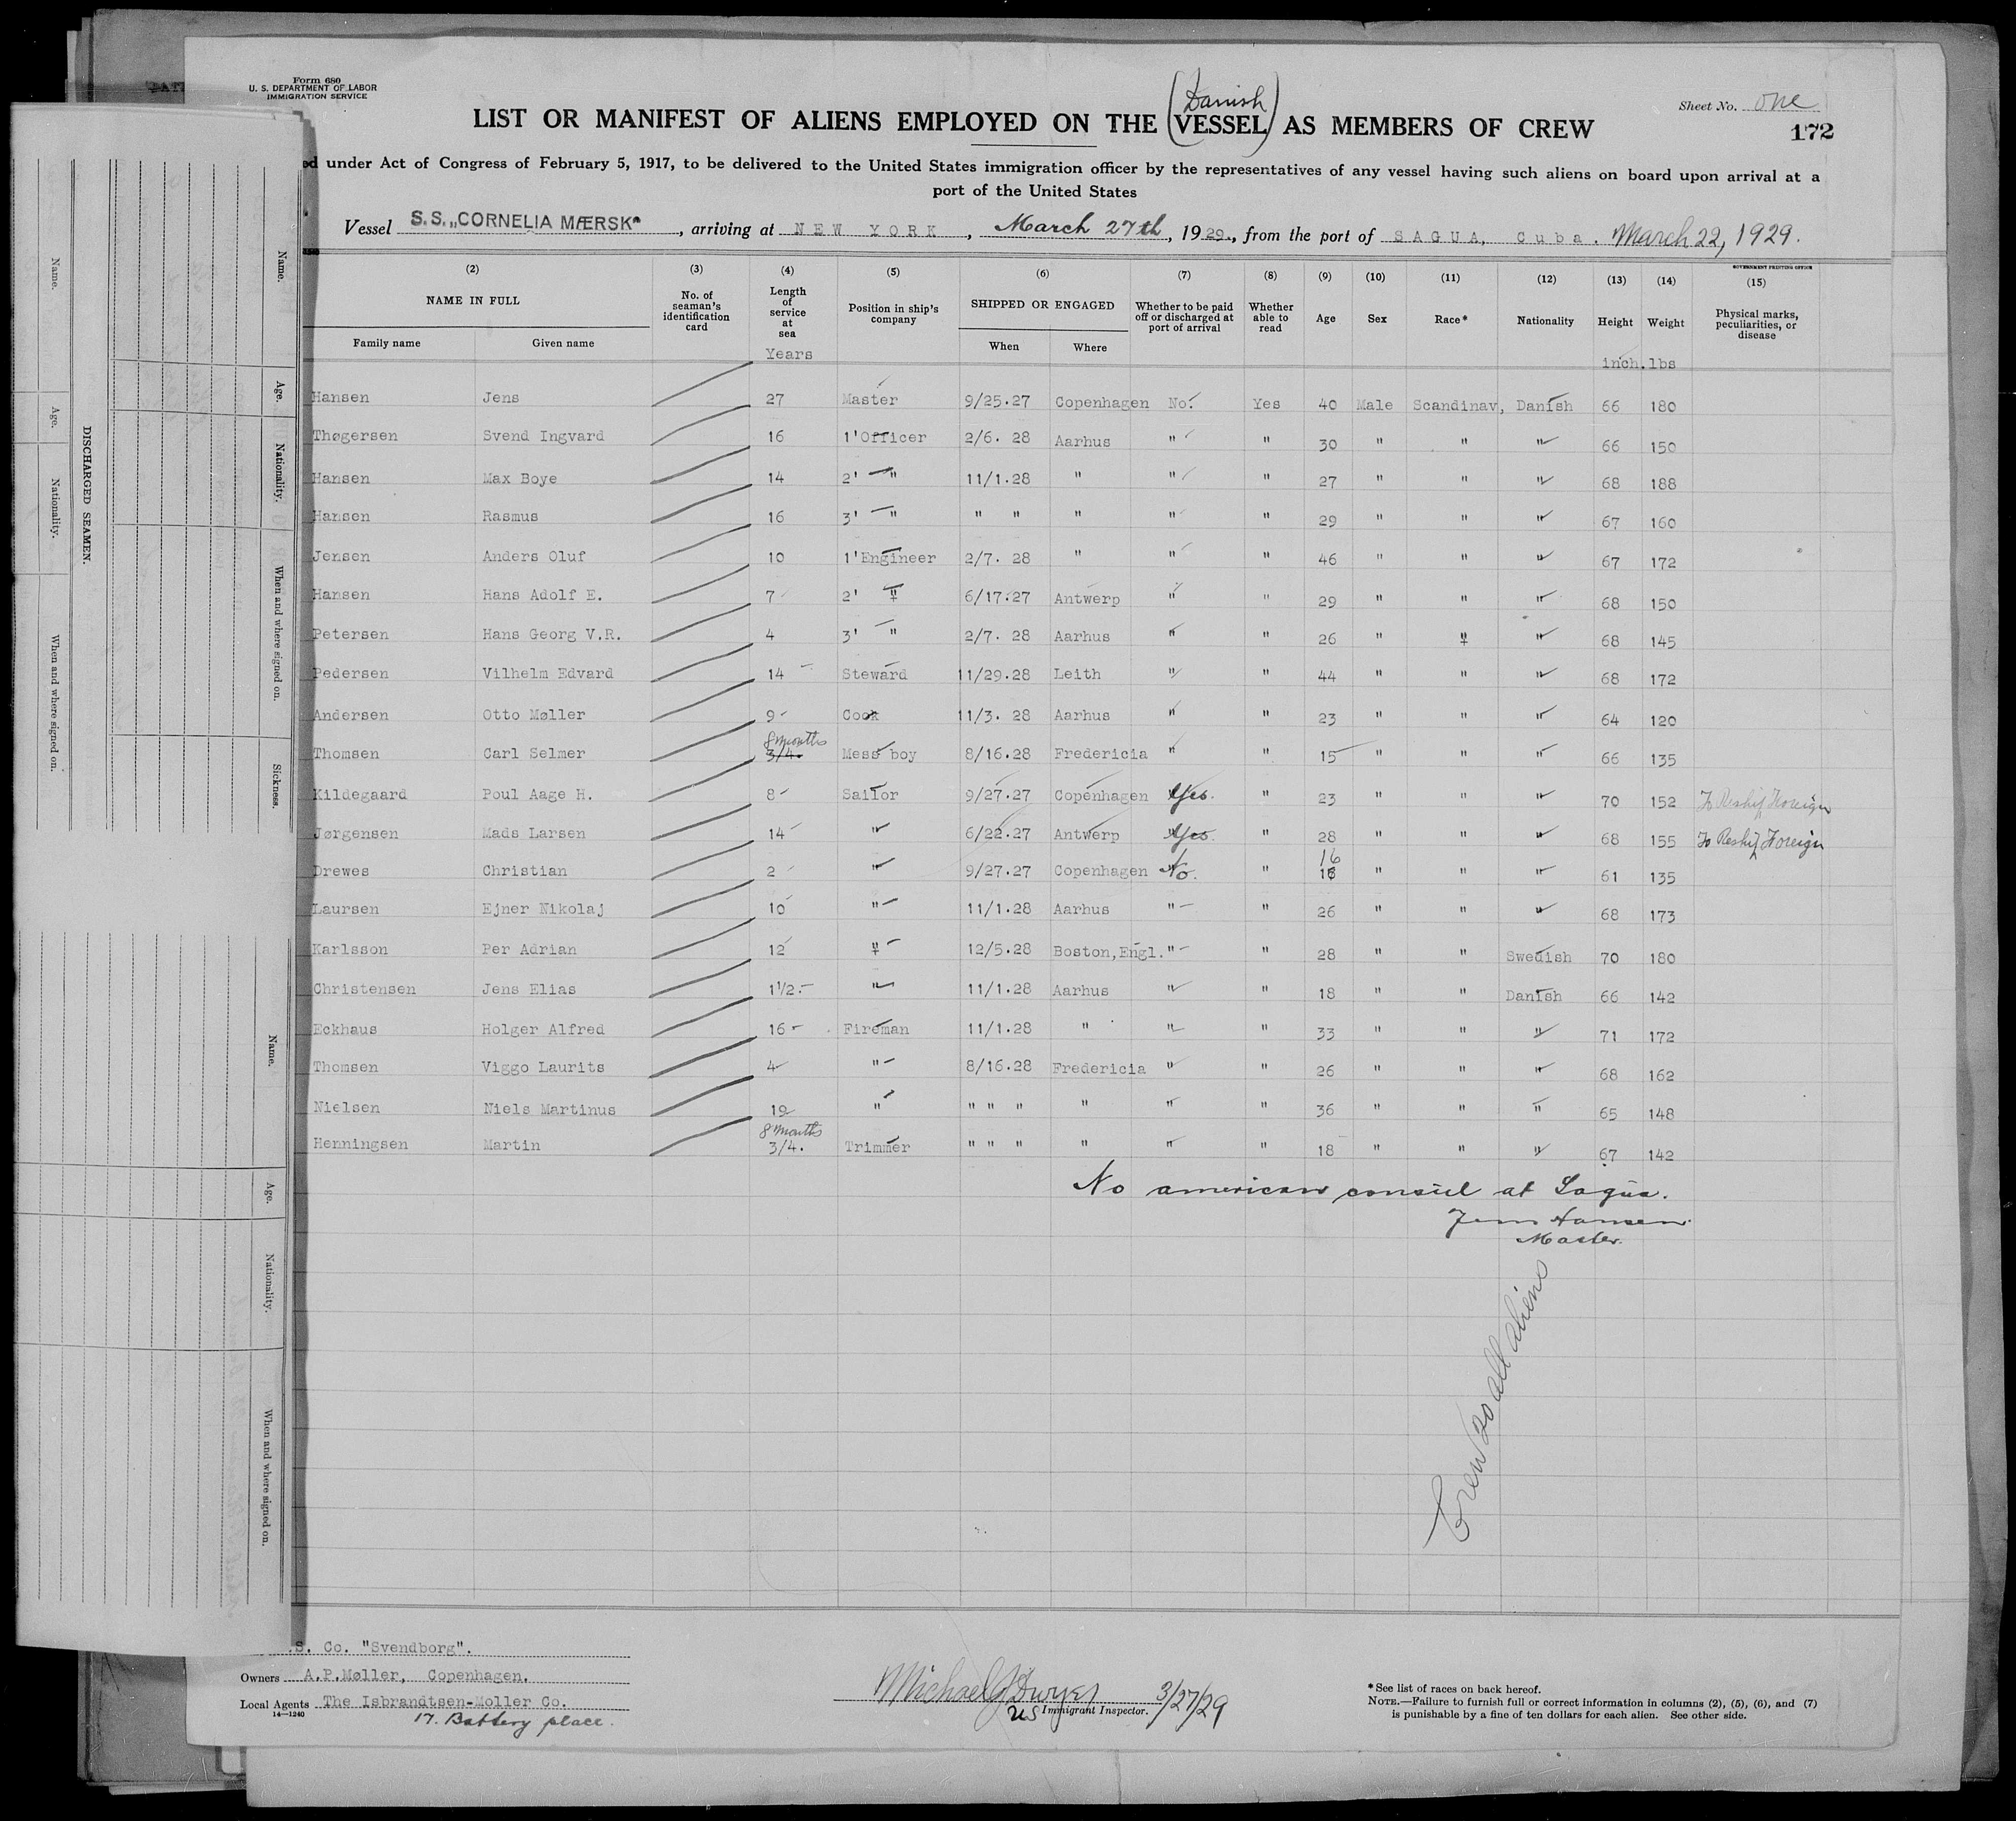 Form 680
U. S. DEPARTMENT OF LABOR
IMMIGRATION SERVICE
Sheet No. one
172
(Danish)
LIST OR MANIFEST OF ALIENS EMPLOYED ON THE VESSEL AS MEMBERS OF CREW
ed under Act of Congress of February 5, 1917, to be delivered to the United States immigration officer by the representatives of any vessel having such aliens on board upon arrival at a
port of the United States
Vessel S.S. „CORNELIA MÆRSK", arriving at NEW YORK, March 27th, 1929., from the port of SAGUA, Cuba. March 22, 1929.
GOVERNMENT PRINTING OFFICE
(2) (3) (4) (5) (6) (7) (8) (9) (10) (11) (12) (13) (14) (15)
NAME IN FULL No. of seaman's identification card Length of service at sea Position in ship's company SHIPPED OR ENGAGED Whether to be paid off or discharged at port of arrival Whether able to read Age Sex Race* Nationality Height Weight Physical marks, peculiarities, or disease
Family name Given name When Where
Years inch. lbs
Hansen Jens 27 Master 9/25.27 Copenhagen No. Yes 40 Male Scandinav, Danish 66 180
Thøgersen Svend Ingvard 16 1'Officer 2/6. 28 Aarhus " " 30 " " " 66 150
Hansen Max Boye 14 2' " 11/1.28 " " " 27 " " " 68 188
Hansen Rasmus 16 3' " " " " " " 29 " " " 67 160
Jensen Anders Oluf 10 1'Engineer 2/7. 28 " " " 46 " " " 67 172
Hansen Hans Adolf E. 7 2' " 6/17.27 Antwerp " " 29 " " " 68 150
Petersen Hans Georg V.R. 4 3' " 2/7. 28 Aarhus " " 26 " " " 68 145
Pedersen Vilhelm Edvard 14 Steward 11/29.28 Leith " " 44 " " " 68 172
Andersen Otto Møller 9 Cook 11/3. 28 Aarhus " " 23 " " " 64 120
Thomsen Carl Selmer 8 months 3/4. Mess boy 8/16.28 Fredericia " " 15 " " " 66 135
Kildegaard Poul Aage H. 8 Sailor 9/27.27 Copenhagen Yes. " 23 " " " 70 152 To Reship Foreign
Jørgensen Mads Larsen 14 " 6/22.27 Antwerp Yes. " 28 " " " 68 155 To Reship Foreign
Drewes Christian 2 " 9/27.27 Copenhagen No. " 16 " " " 61 135
Laursen Ejner Nikolaj 10 " 11/1.28 Aarhus " " 26 " " " 68 173
Karlsson Per Adrian 12 " 12/5.28 Boston,Engl. " " 28 " " Swedish 70 180
Christensen Jens Elias 1½. " 11/1.28 Aarhus " " 18 " " Danish 66 142
Eckhaus Holger Alfred 16 Fireman 11/1.28 " " " 33 " " " 71 172
Thomsen Viggo Laurits 4 " 8/16.28 Fredericia " " 26 " " " 68 162
Nielsen Niels Martinus 19 " " " " " " " 36 " " " 65 148
Henningsen Martin 8 months 3/4. Trimmer " " " " " " 18 " " " 67 142
No american consul at Sagua.
Jens Hansen.
Master.
Crew 20 all aliens
.S. Co. "Svendborg".
Owners A.P.Møller, Copenhagen.
Local Agents The Isbrandtsen-Moller Co.
14—1240
17. Battery place.
Michael J Dwyer 3/27/29
US Immigrant Inspector.
*See list of races on back hereof.
NOTE.—Failure to furnish full or correct information in columns (2), (5), (6), and (7)
is punishable by a fine of ten dollars for each alien. See other side.
DISCHARGED SEAMEN.
Name. Age. Nationality. When and where signed on.
Name. Age. Nationality. When and where signed on. Sickness.
Name. Age. Nationality. When and where signed on.